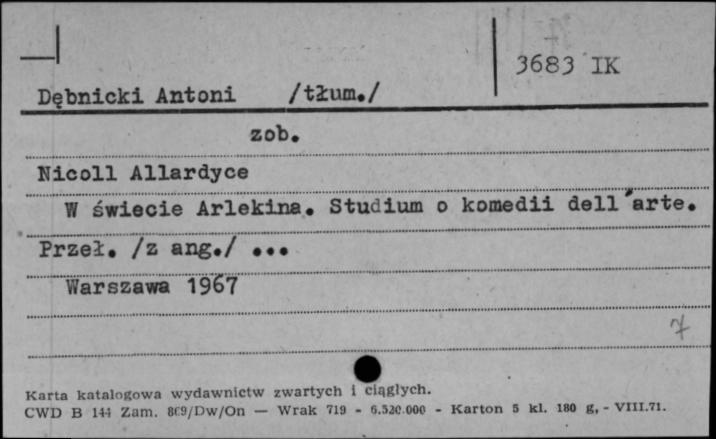 3683 IK
Dębnicki Antoni /tłum./
zob.
Nicoll Allardyce
W świecie Arlekina. Studium o komedii dell'arte.
Przeł. /z ang./ ...
Warszawa 1967
7
Karta katalogowa wydawnictw zwartych i ciągłych.
CWD B 144 Zam. 869/Dw/On — Wrak 719 - 6.520.000 - Karton 5 kl. 180 g, - VIII.71.